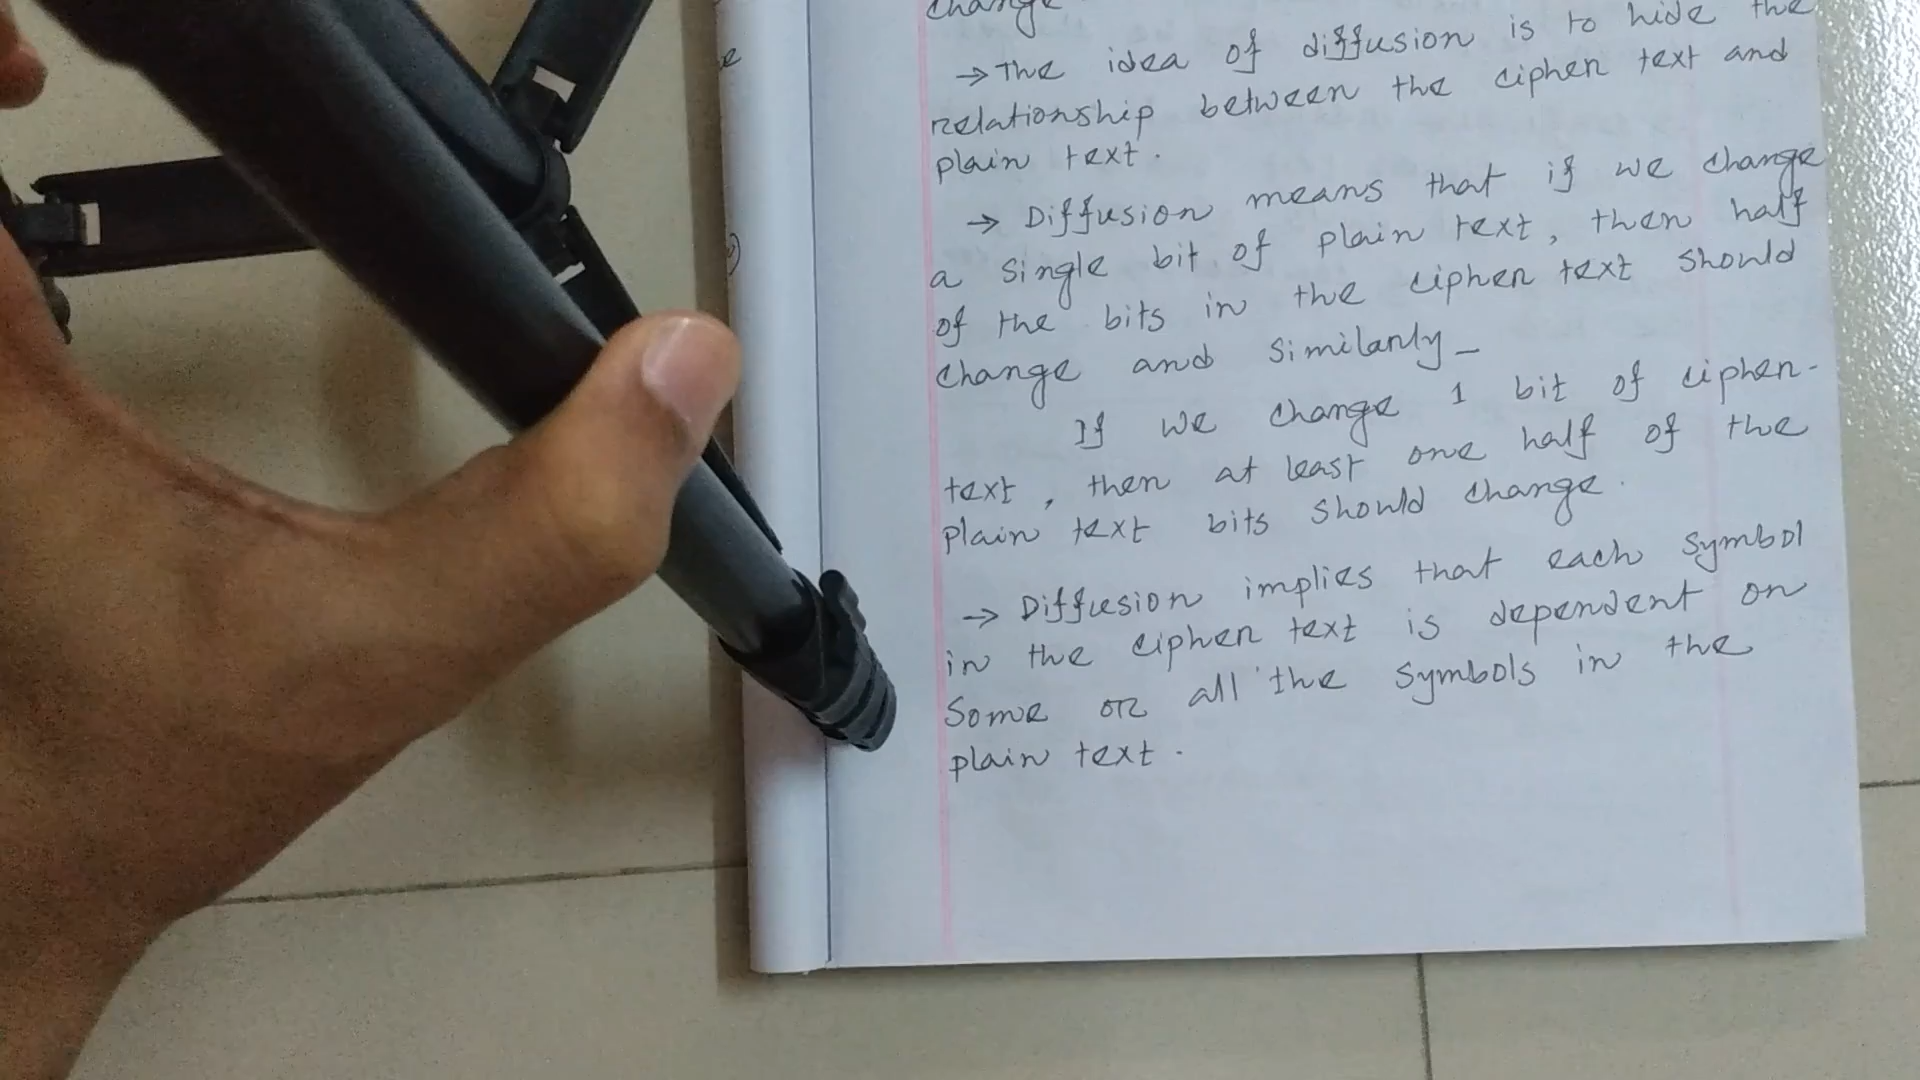 change
→ The idea of diffusion is to hide the
relationship between the cipher text and
plain text.
→ Diffusion means that if we change
a single bit of plain text, then half
of the bits in the cipher text should
change and similarly_
If we change 1 bit of cipher-
text, then at least one half of the
plain text bits should change.
→ Diffusion implies that each symbol
in the cipher text is dependent on
some or all the symbols in the
plain text.